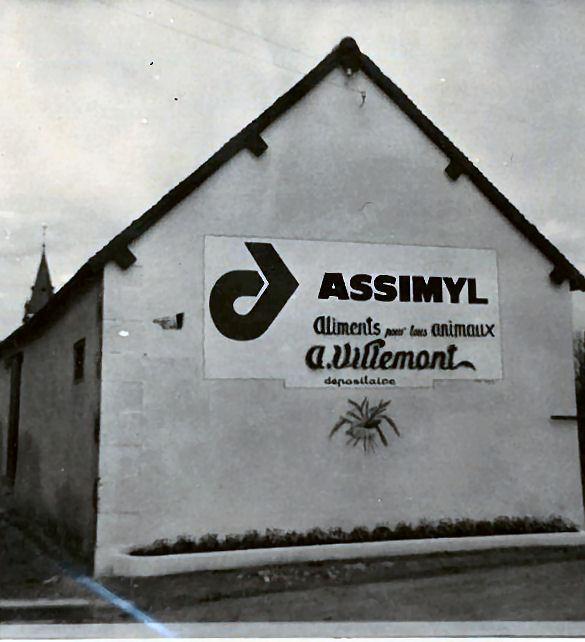 ASSIMYL
Aliments pour tous animaux
A. Villemont
dépositaire